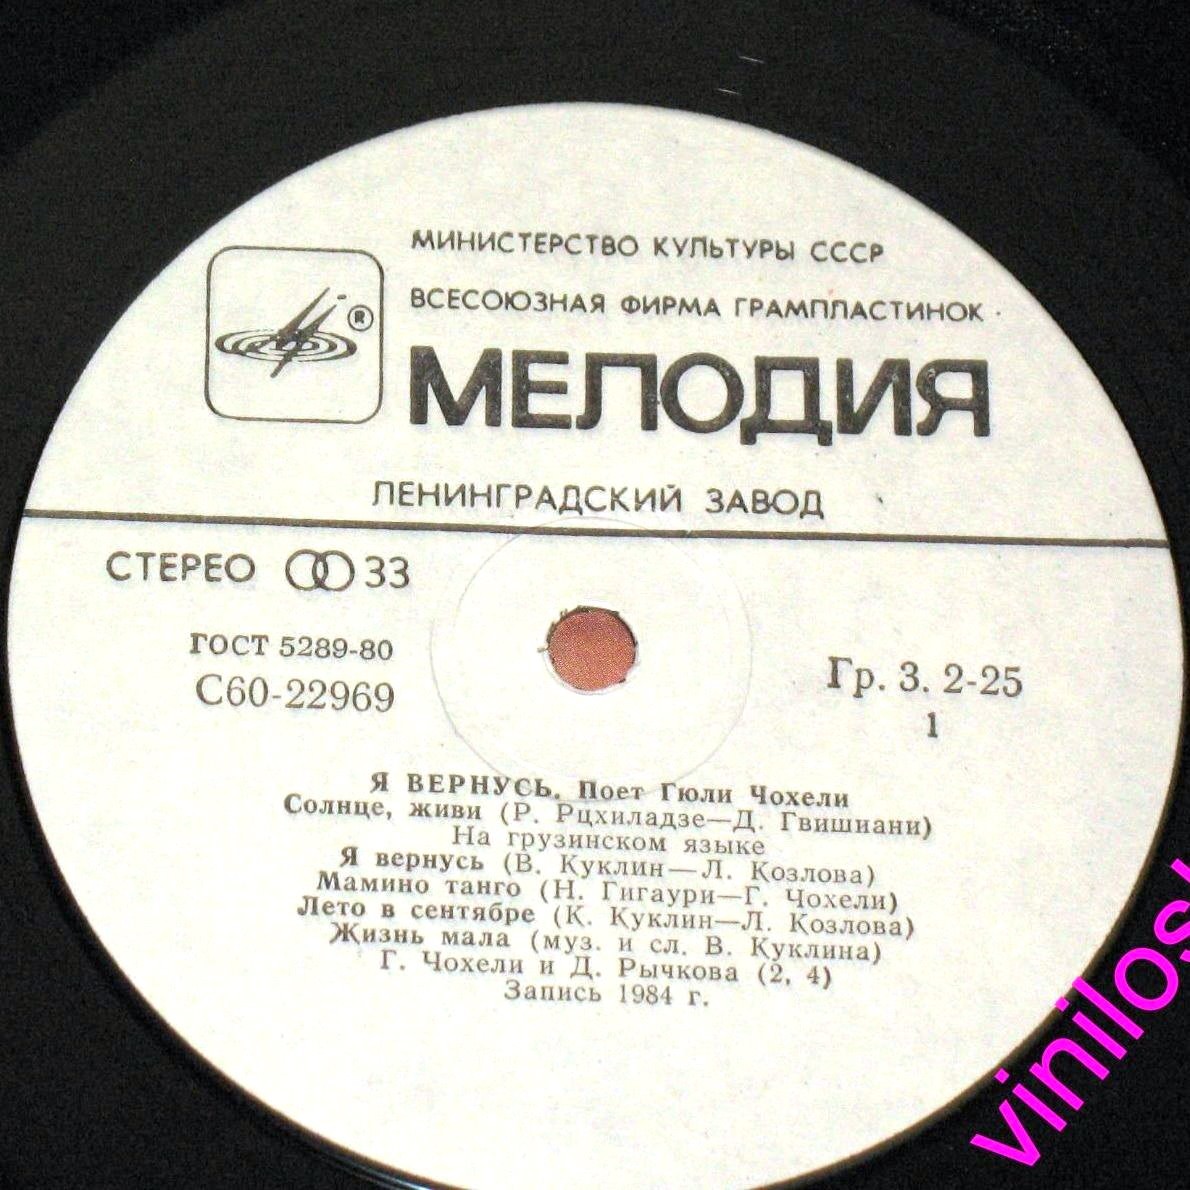 МИНИСТЕРСТВО КУЛЬТУРЫ СССР
ВСЕСОЮЗНАЯ ФИРМА ГРАМПЛАСТИНОК
®
МЕЛОДИЯ
ЛЕНИНГРАДСКИЙ ЗАВОД
СТЕРЕО 33
ГОСТ 5289-80
С60-22969
Гр. 3. 2-25
1
Я ВЕРНУСЬ. Поет Гюли Чохели
Солнце, живи (Р. Рцхиладзе—Д. Гвишиани)
На грузинском языке
Я вернусь (В. Куклин—Л. Козлова)
Мамино танго (Н. Гигаури—Г. Чохели)
Лето в сентябре (К. Куклин—Л. Козлова)
Жизнь мала (муз. и сл. В. Куклина)
Г. Чохели и Д. Рычкова (2, 4)
Запись 1984 г.